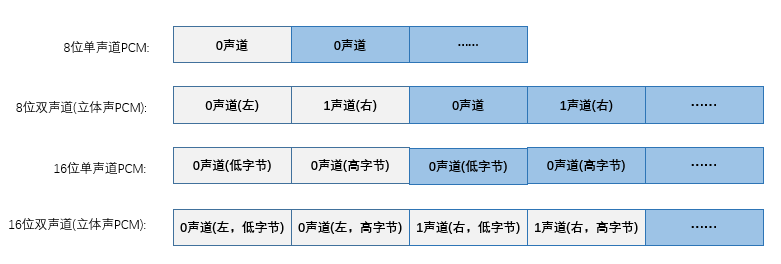 8位单声道PCM: 0声道 0声道 ······
8位双声道(立体声PCM): 0声道(左) 1声道(右) 0声道 1声道(右) ······
16位单声道PCM: 0声道(低字节) 0声道(高字节) 0声道(低字节) 0声道(高字节) ······
16位双声道(立体声PCM): 0声道(左，低字节) 0声道(左，高字节) 1声道(右，低字节) 1声道(右，高字节) ······